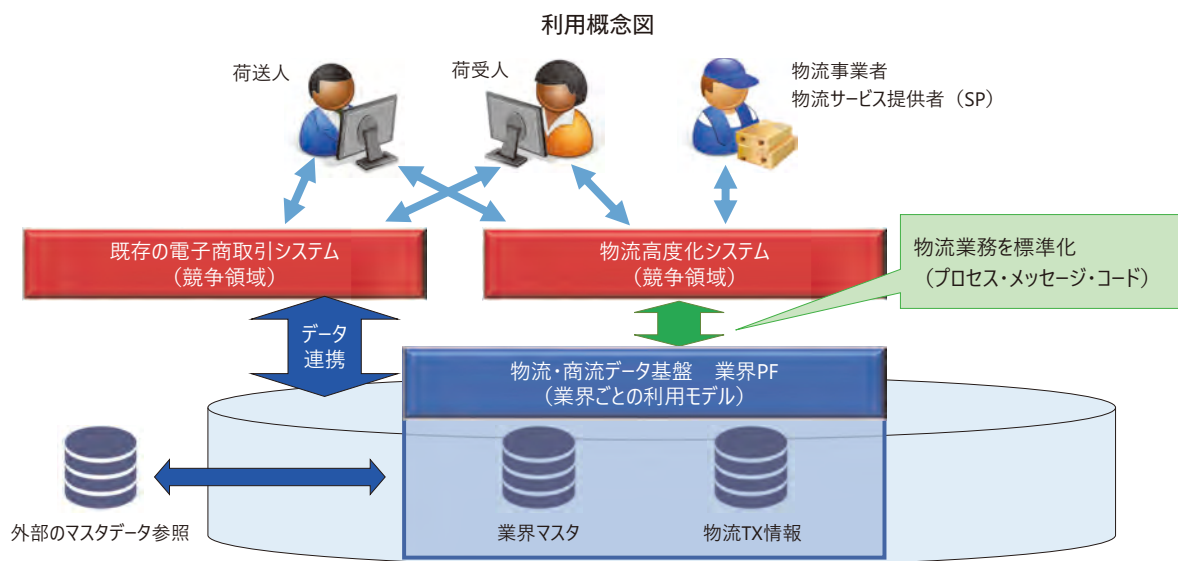 利用概念図
荷送人
荷受人
物流事業者
物流サービス提供者（SP）
既存の電子商取引システム
（競争領域）
物流高度化システム
（競争領域）
物流業務を標準化
（プロセス・メッセージ・コード）
データ
連携
物流・商流データ基盤　業界PF
（業界ごとの利用モデル）
外部のマスタデータ参照
業界マスタ
物流TX情報